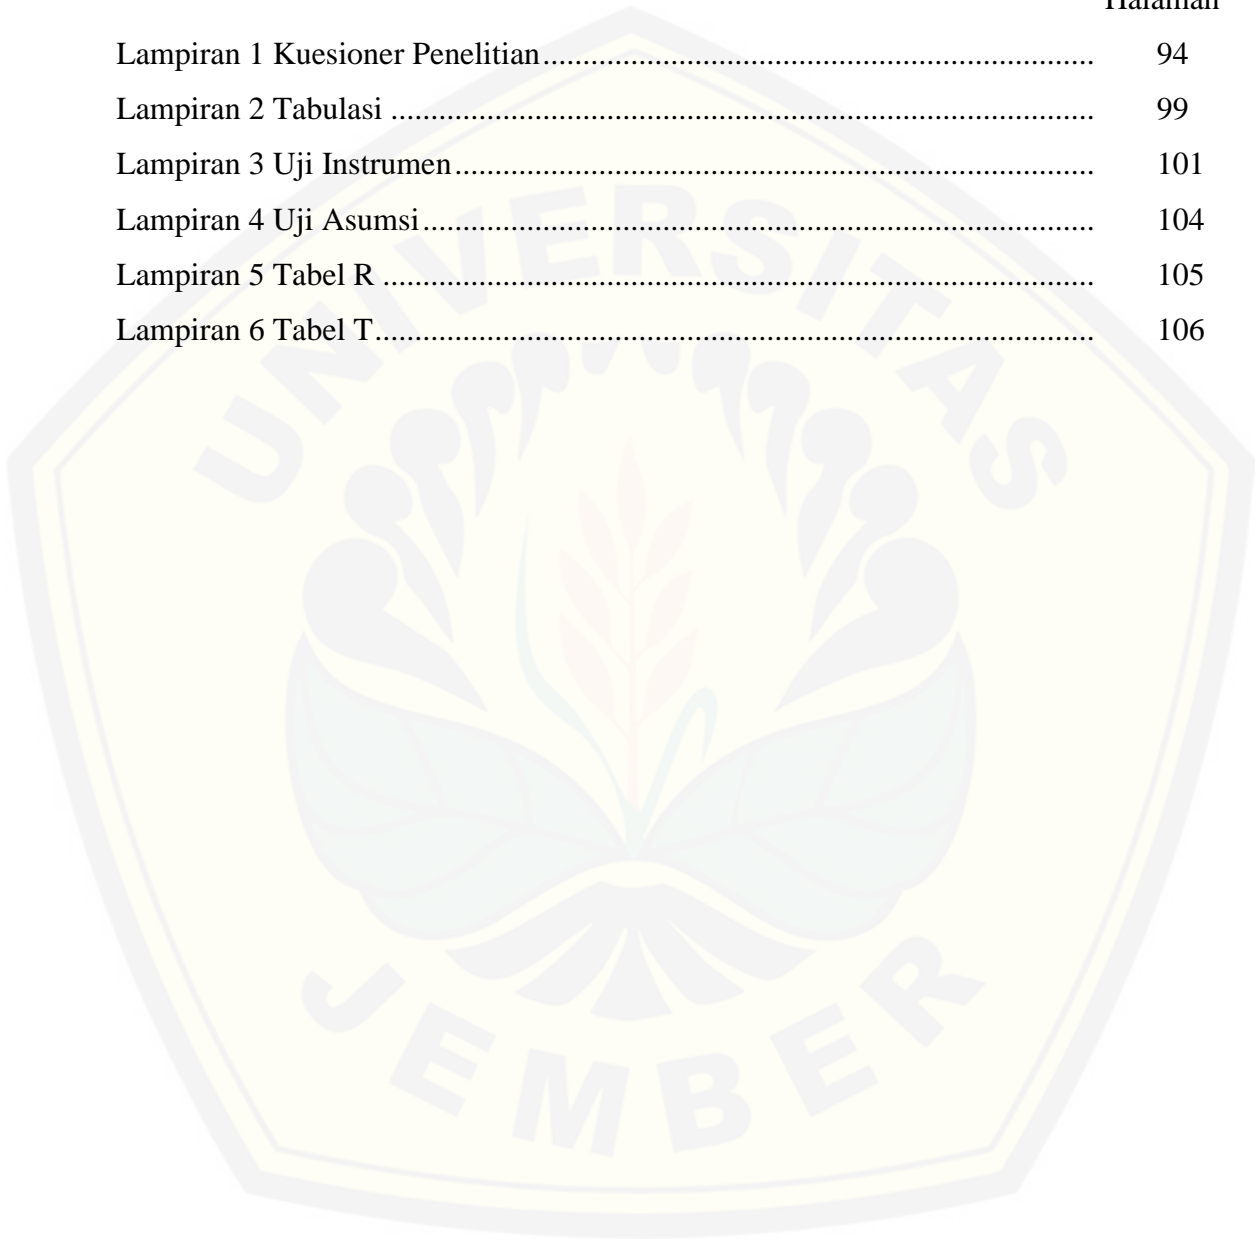 Halaman
Lampiran 1 Kuesioner Penelitian..................................................................... 94
Lampiran 2 Tabulasi ........................................................................................ 99
Lampiran 3 Uji Instrumen................................................................................ 101
Lampiran 4 Uji Asumsi.................................................................................... 104
Lampiran 5 Tabel R ......................................................................................... 105
Lampiran 6 Tabel T.......................................................................................... 106
UNIVERSITAS
JEMBER